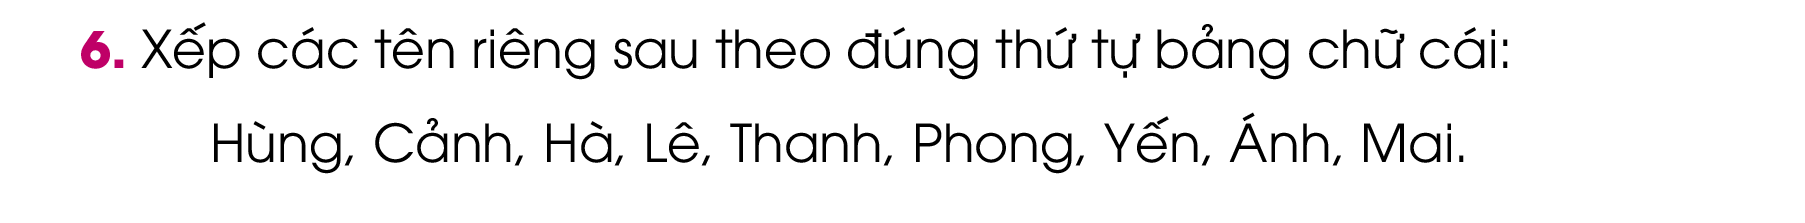 6. Xếp các tên riêng sau theo đúng thứ tự bảng chữ cái:
Hùng, Cảnh, Hà, Lê, Thanh, Phong, Yến, Ánh, Mai.